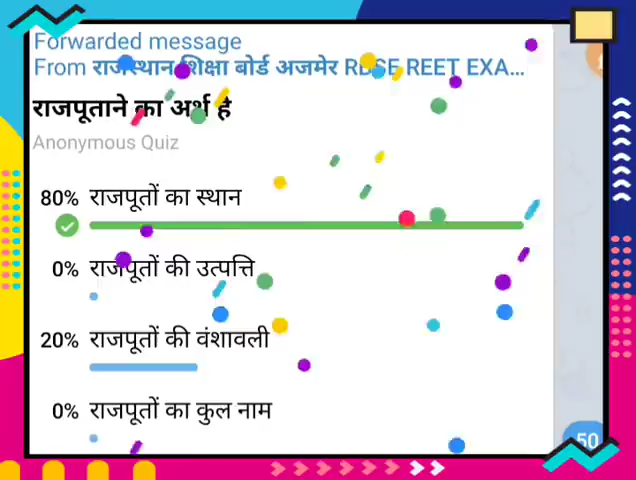 Forwarded message
From राजस्थान शिक्षा बोर्ड अजमेर RBSE REET EXA...
राजपूताने का अर्थ है
Anonymous Quiz
80% राजपूतों का स्थान
0% राजपूतों की उत्पत्ति
20% राजपूतों की वंशावली
0% राजपूतों का कुल नाम
50